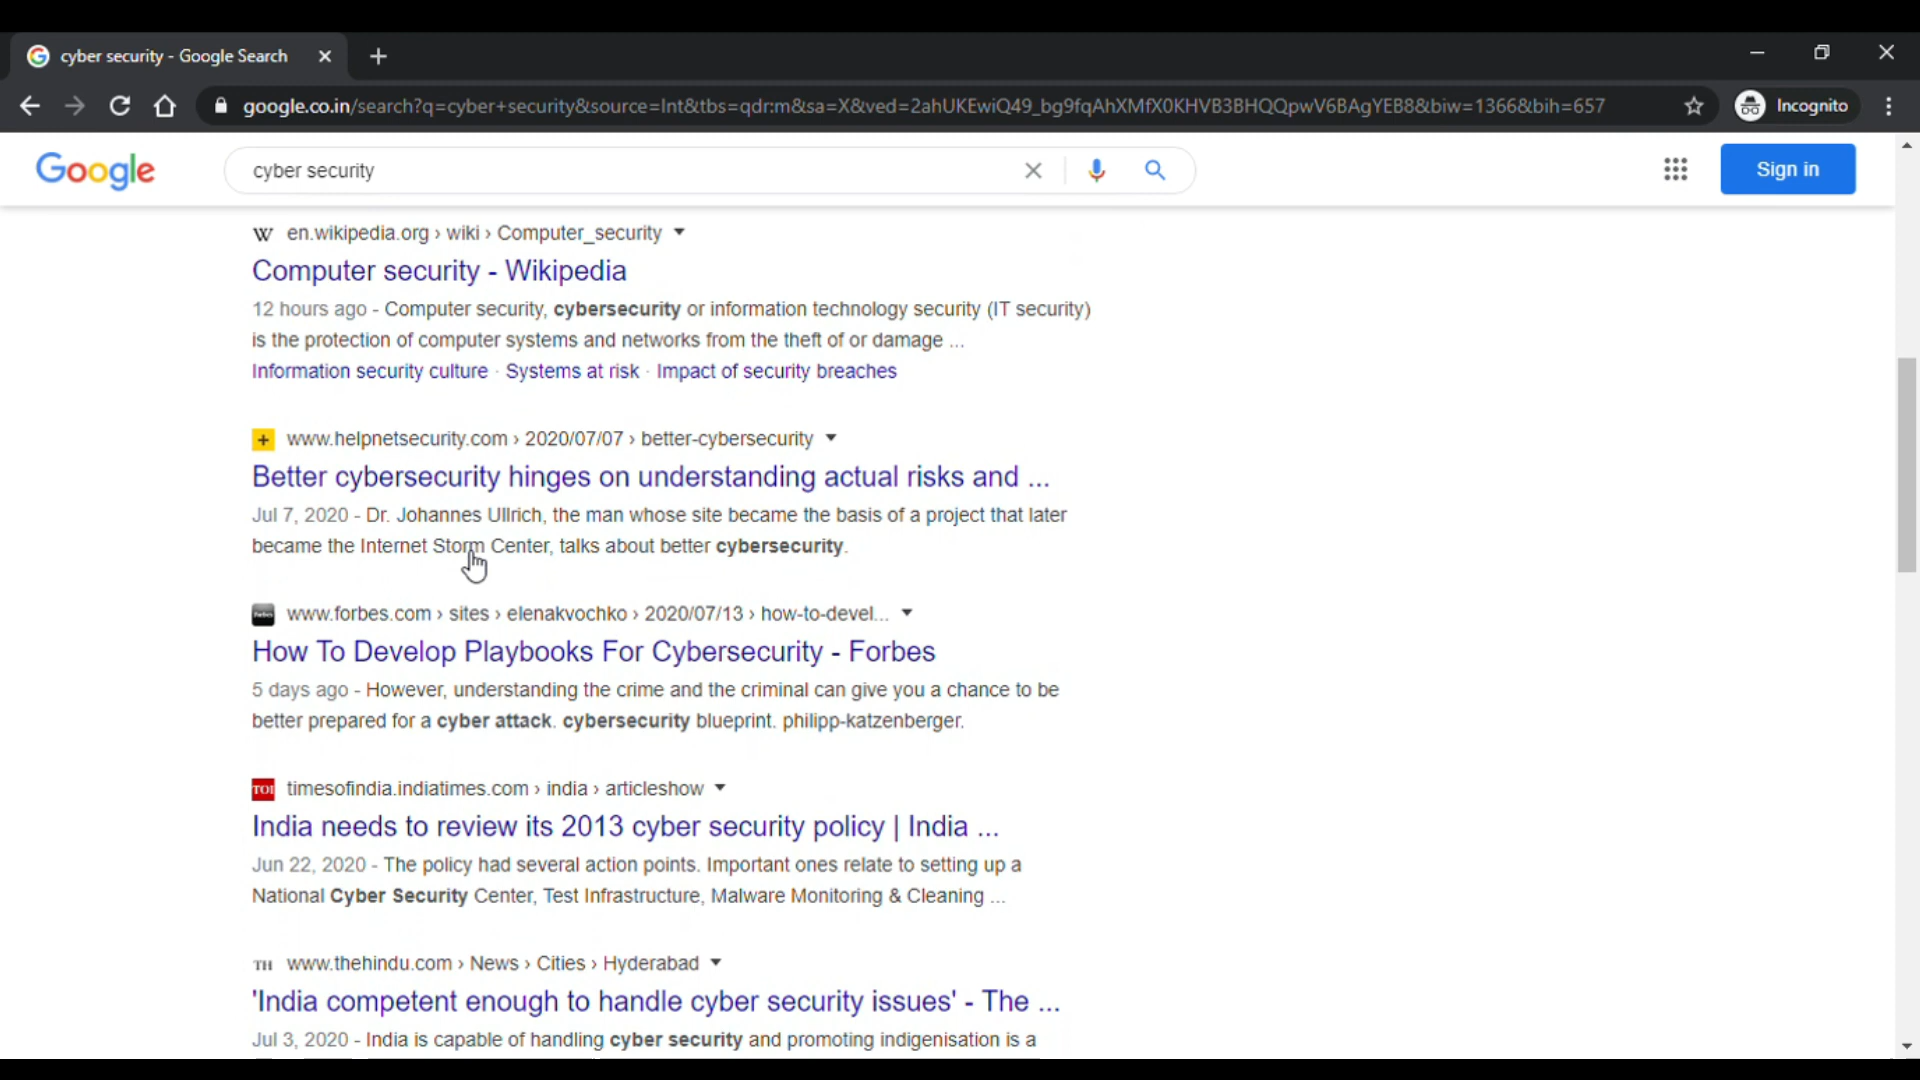 cyber security - Google Search
google.co.in/search?q=cyber+security&source=lnt&tbs=qdr:m&sa=X&ved=2ahUKEwiQ49_bg9fqAhXMfX0KHVB3BHQQpwV6BAgYEB8&biw=1366&bih=657
Incognito
Google
cyber security
Sign in
W en.wikipedia.org › wiki › Computer_security
Computer security - Wikipedia
12 hours ago - Computer security, cybersecurity or information technology security (IT security)
is the protection of computer systems and networks from the theft of or damage ...
Information security culture · Systems at risk · Impact of security breaches
www.helpnetsecurity.com › 2020/07/07 › better-cybersecurity
Better cybersecurity hinges on understanding actual risks and ...
Jul 7, 2020 - Dr. Johannes Ullrich, the man whose site became the basis of a project that later
became the Internet Storm Center, talks about better cybersecurity.
www.forbes.com › sites › elenakvochko › 2020/07/13 › how-to-devel...
How To Develop Playbooks For Cybersecurity - Forbes
5 days ago - However, understanding the crime and the criminal can give you a chance to be
better prepared for a cyber attack. cybersecurity blueprint. philipp-katzenberger.
TOI timesofindia.indiatimes.com › india › articleshow
India needs to review its 2013 cyber security policy | India ...
Jun 22, 2020 - The policy had several action points. Important ones relate to setting up a
National Cyber Security Center, Test Infrastructure, Malware Monitoring & Cleaning ...
TH www.thehindu.com › News › Cities › Hyderabad
'India competent enough to handle cyber security issues' - The ...
Jul 3, 2020 - India is capable of handling cyber security and promoting indigenisation is a